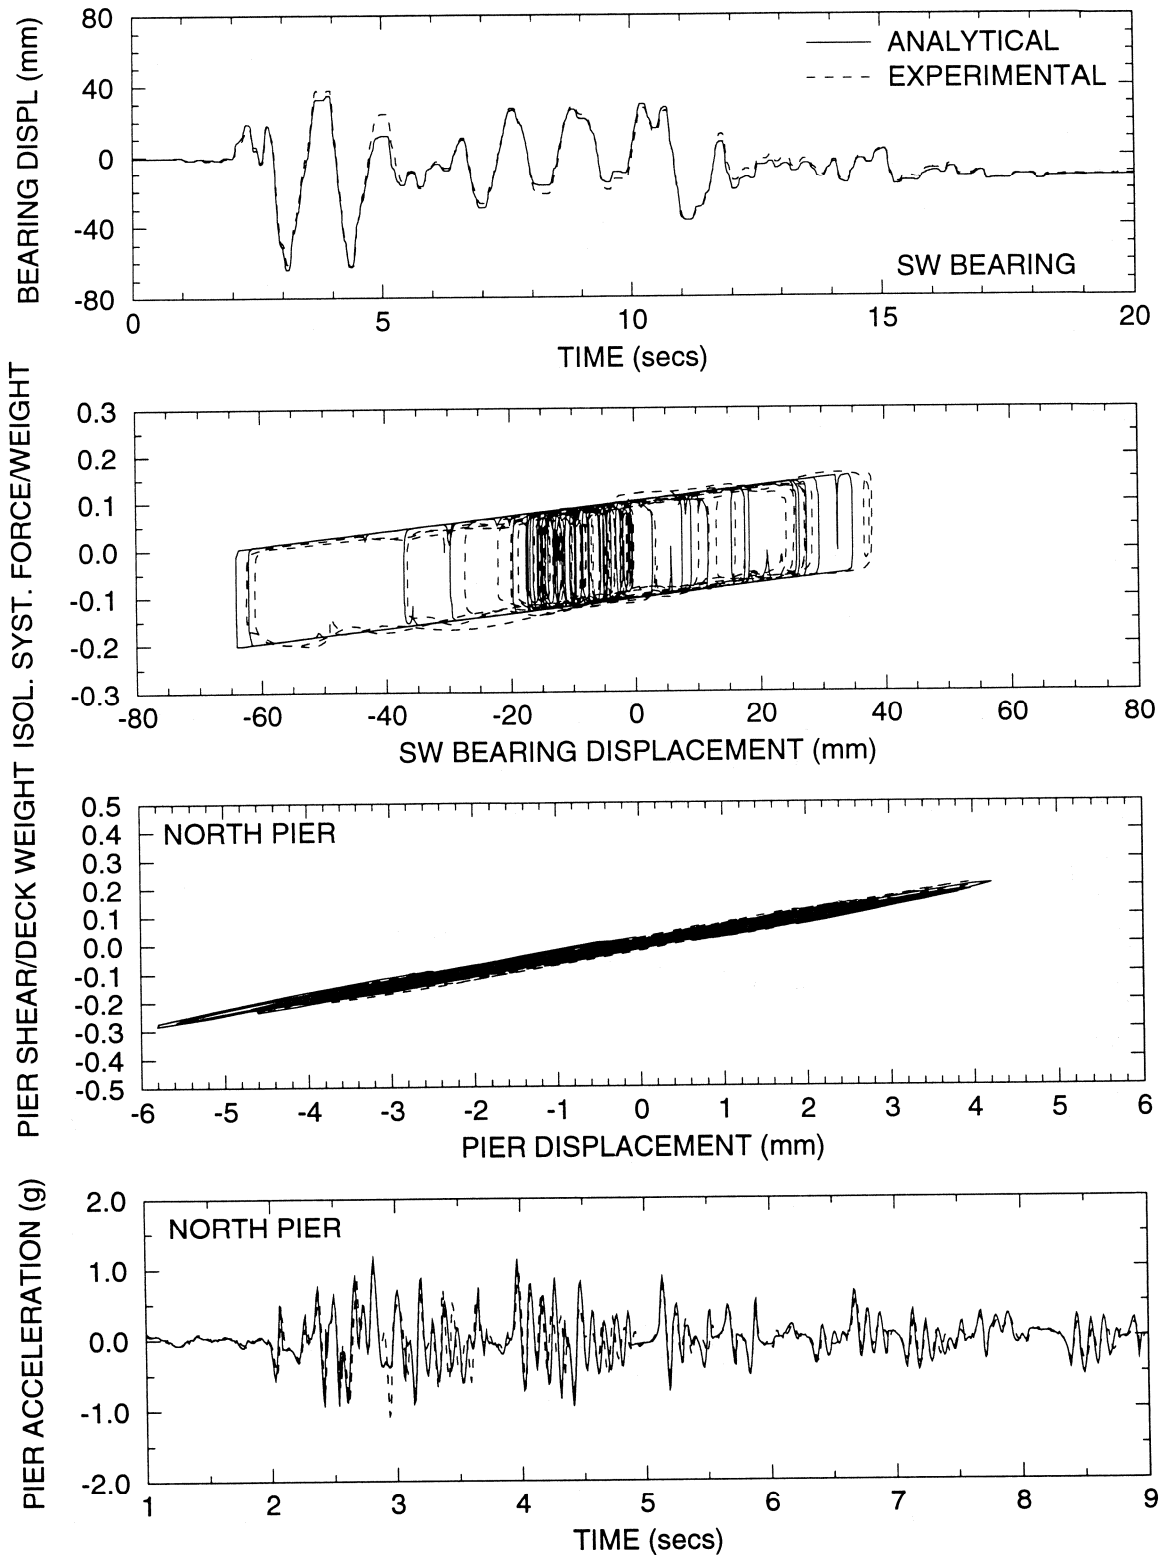 BEARING DISPL (mm)
80
40
0
-40
-80
ANALYTICAL
EXPERIMENTAL
SW BEARING
0 5 10 15 20
TIME (secs)
ISOL. SYST. FORCE/WEIGHT
0.3
0.2
0.1
0.0
-0.1
-0.2
-0.3
-80 -60 -40 -20 0 20 40 60 80
SW BEARING DISPLACEMENT (mm)
PIER SHEAR/DECK WEIGHT
0.5
0.4
0.3
0.2
0.1
0.0
-0.1
-0.2
-0.3
-0.4
-0.5
NORTH PIER
-6 -5 -4 -3 -2 -1 0 1 2 3 4 5 6
PIER DISPLACEMENT (mm)
PIER ACCELERATION (g)
2.0
1.0
0.0
-1.0
-2.0
NORTH PIER
1 2 3 4 5 6 7 8 9
TIME (secs)